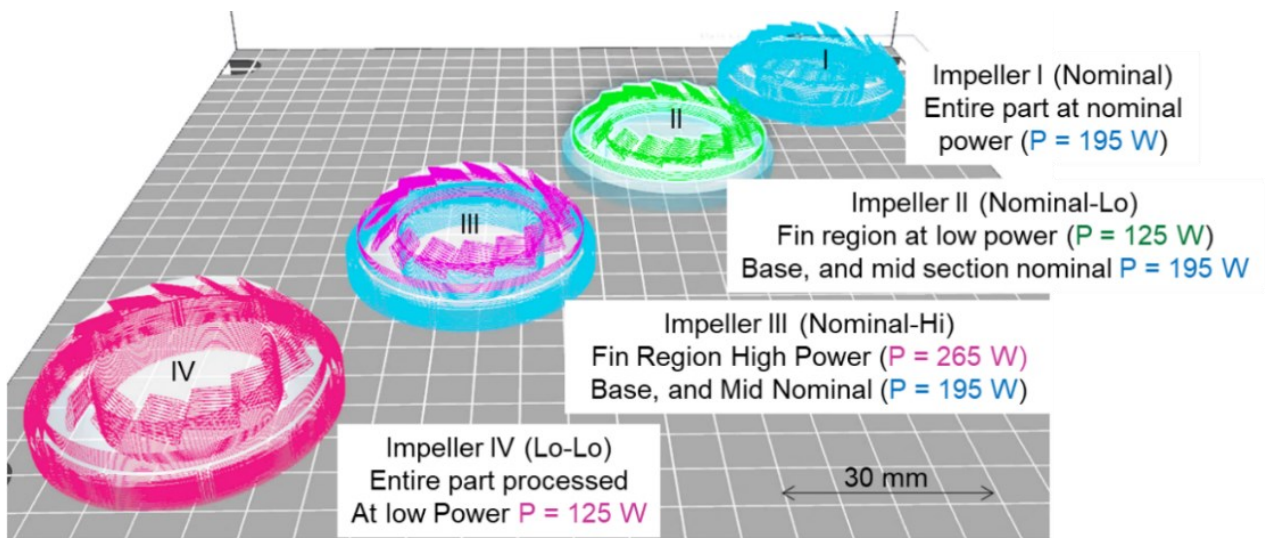 I
Impeller I (Nominal)
Entire part at nominal
power (P = 195 W)
II
Impeller II (Nominal-Lo)
Fin region at low power (P = 125 W)
Base, and mid section nominal P = 195 W
III
Impeller III (Nominal-Hi)
Fin Region High Power (P = 265 W)
Base, and Mid Nominal (P = 195 W)
IV
Impeller IV (Lo-Lo)
Entire part processed
At low Power P = 125 W
30 mm